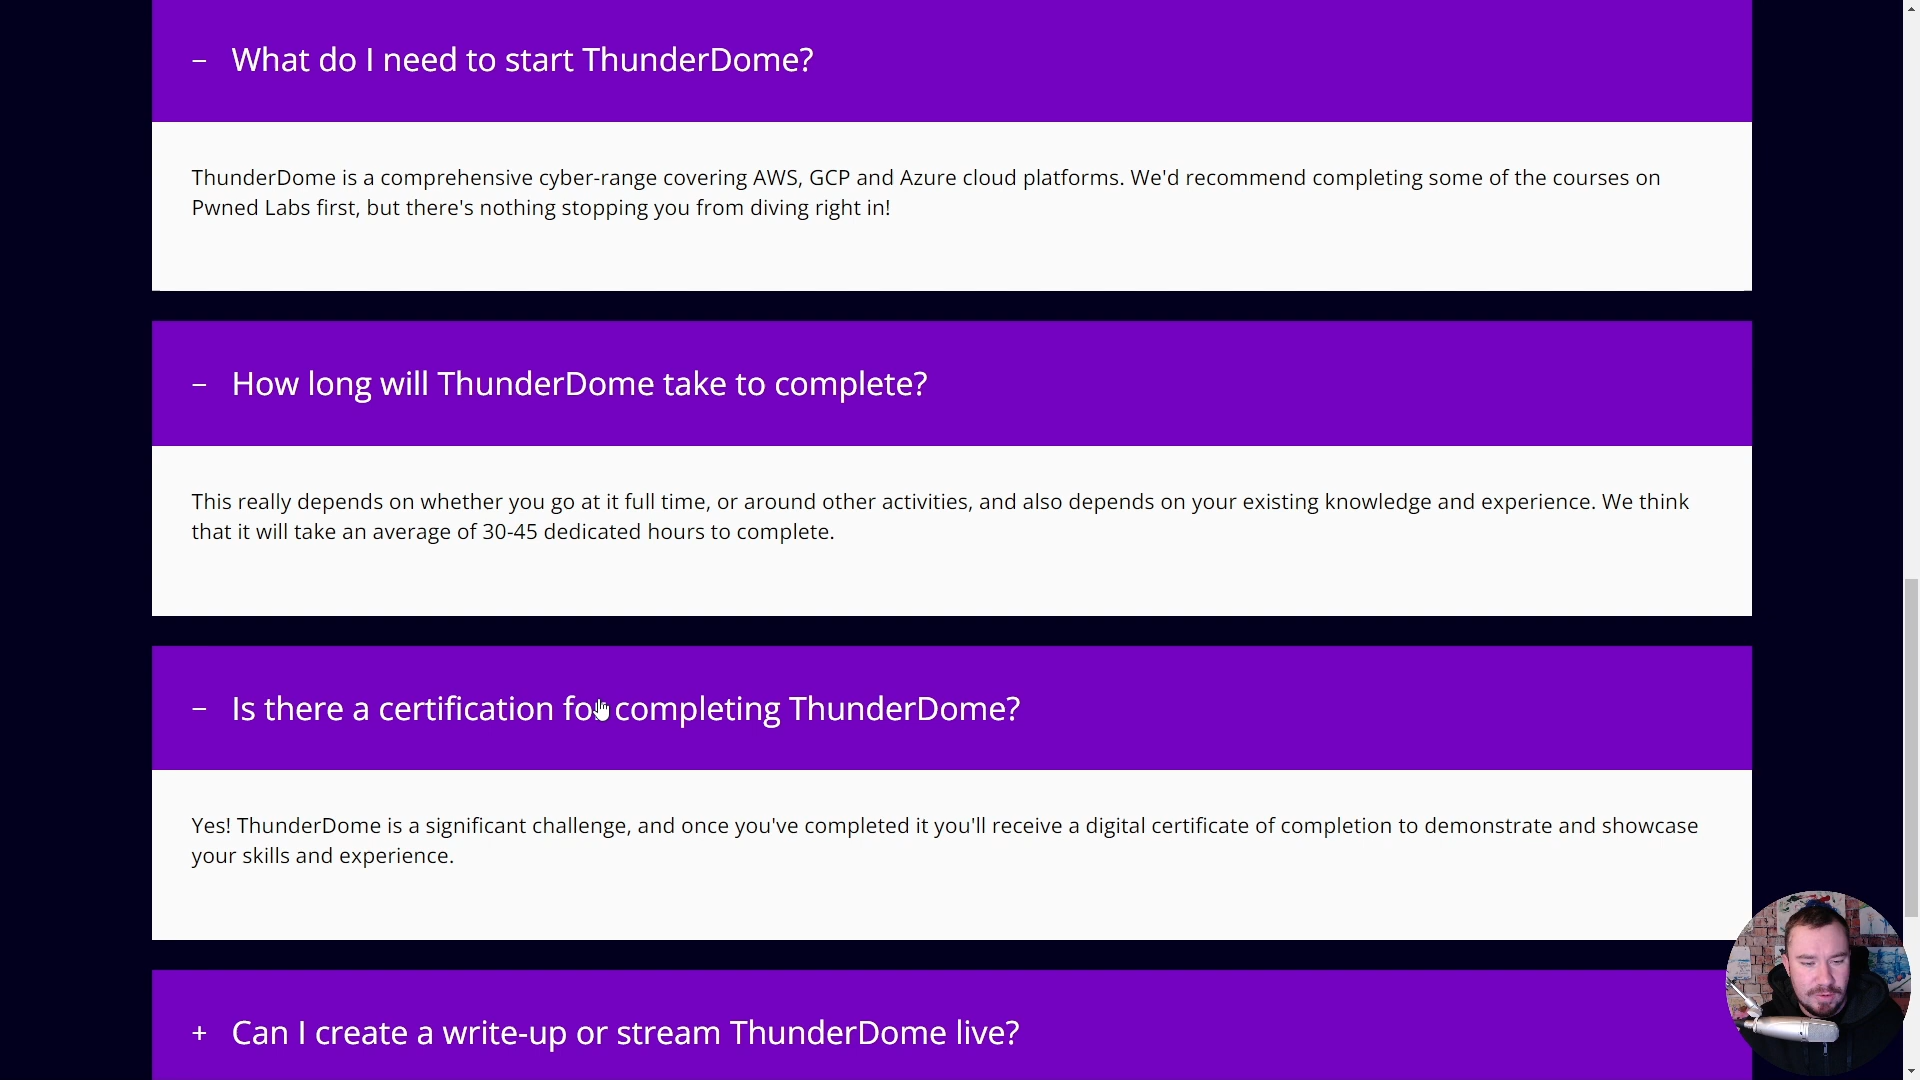 − What do I need to start ThunderDome?
ThunderDome is a comprehensive cyber-range covering AWS, GCP and Azure cloud platforms. We'd recommend completing some of the courses on
Pwned Labs first, but there's nothing stopping you from diving right in!
− How long will ThunderDome take to complete?
This really depends on whether you go at it full time, or around other activities, and also depends on your existing knowledge and experience. We think
that it will take an average of 30-45 dedicated hours to complete.
− Is there a certification for completing ThunderDome?
Yes! ThunderDome is a significant challenge, and once you've completed it you'll receive a digital certificate of completion to demonstrate and showcase
your skills and experience.
+ Can I create a write-up or stream ThunderDome live?